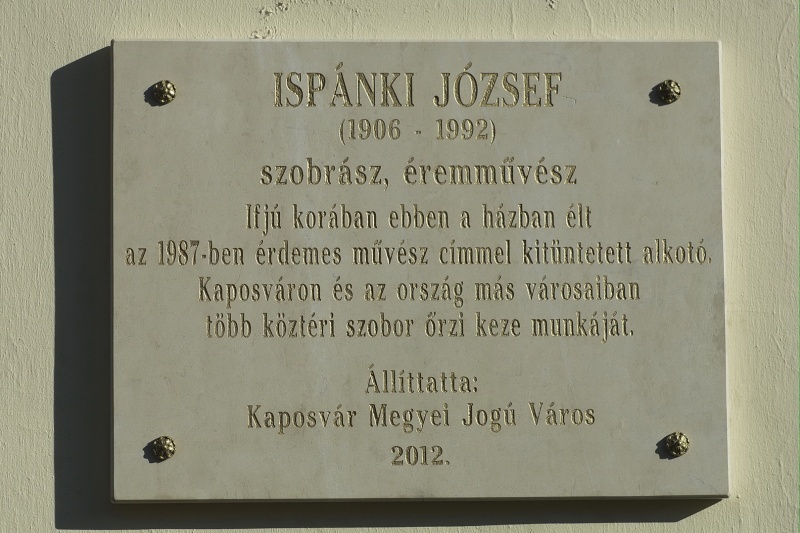 ISPÁNKI JÓZSEF
(1906 - 1992)
szobrász, éremművész
Ifjú korában ebben a házban élt
az 1987-ben érdemes művész címmel kitüntetett alkotó.
Kaposváron és az ország más városaiban
több köztéri szobor őrzi keze munkáját.
Állíttatta:
Kaposvár Megyei Jogú Város
2012.